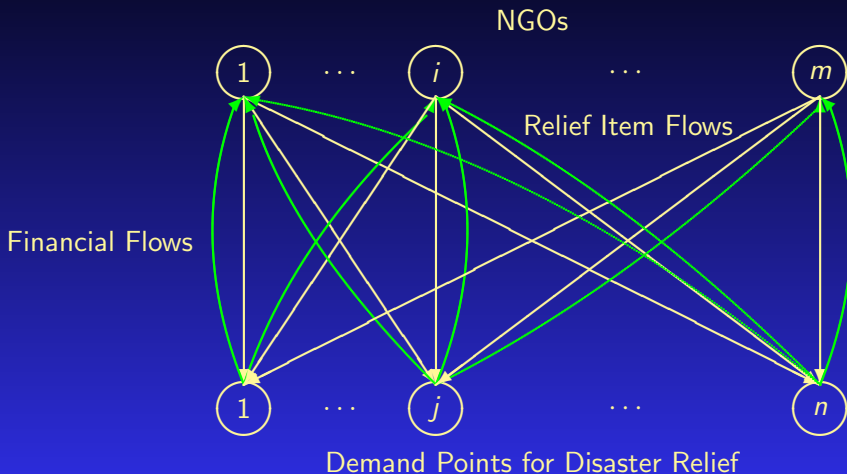 NGOs
1 ··· i ··· m
Relief Item Flows
Financial Flows
1 ··· j ··· n
Demand Points for Disaster Relief